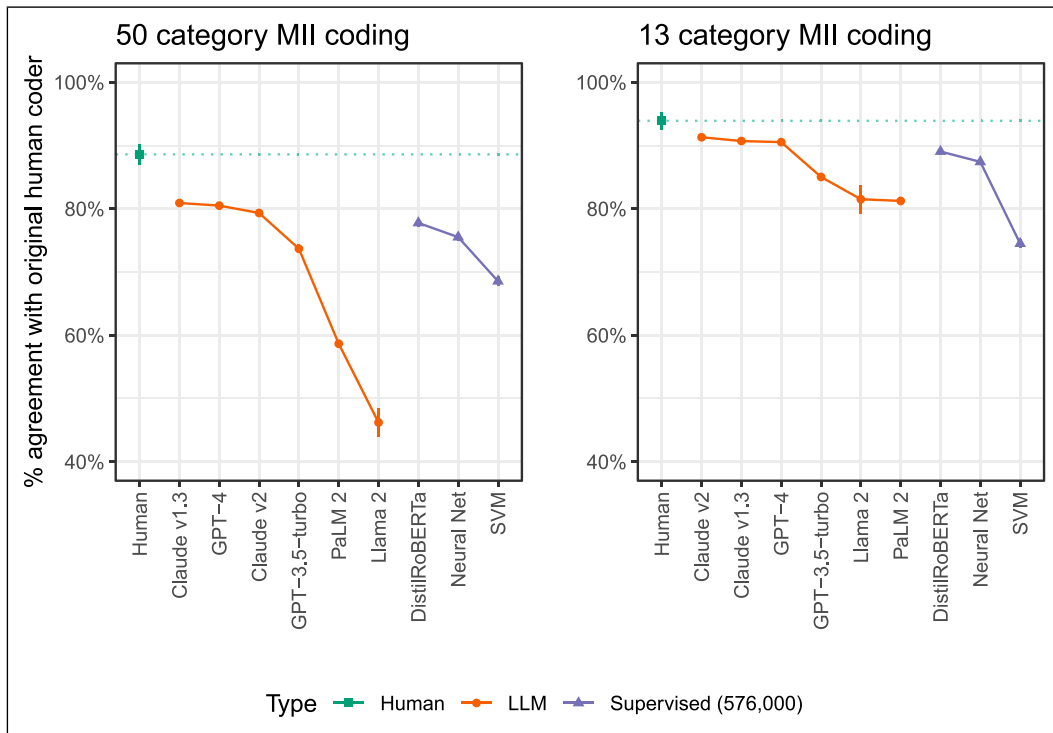 50 category MII coding
13 category MII coding
% agreement with original human coder
100%
80%
60%
40%
Human
Claude v1.3
GPT−4
Claude v2
GPT−3.5−turbo
PaLM 2
Llama 2
DistilRoBERTa
Neural Net
SVM
100%
80%
60%
40%
Human
Claude v2
Claude v1.3
GPT−4
GPT−3.5−turbo
Llama 2
PaLM 2
DistilRoBERTa
Neural Net
SVM
Type Human LLM Supervised (576,000)